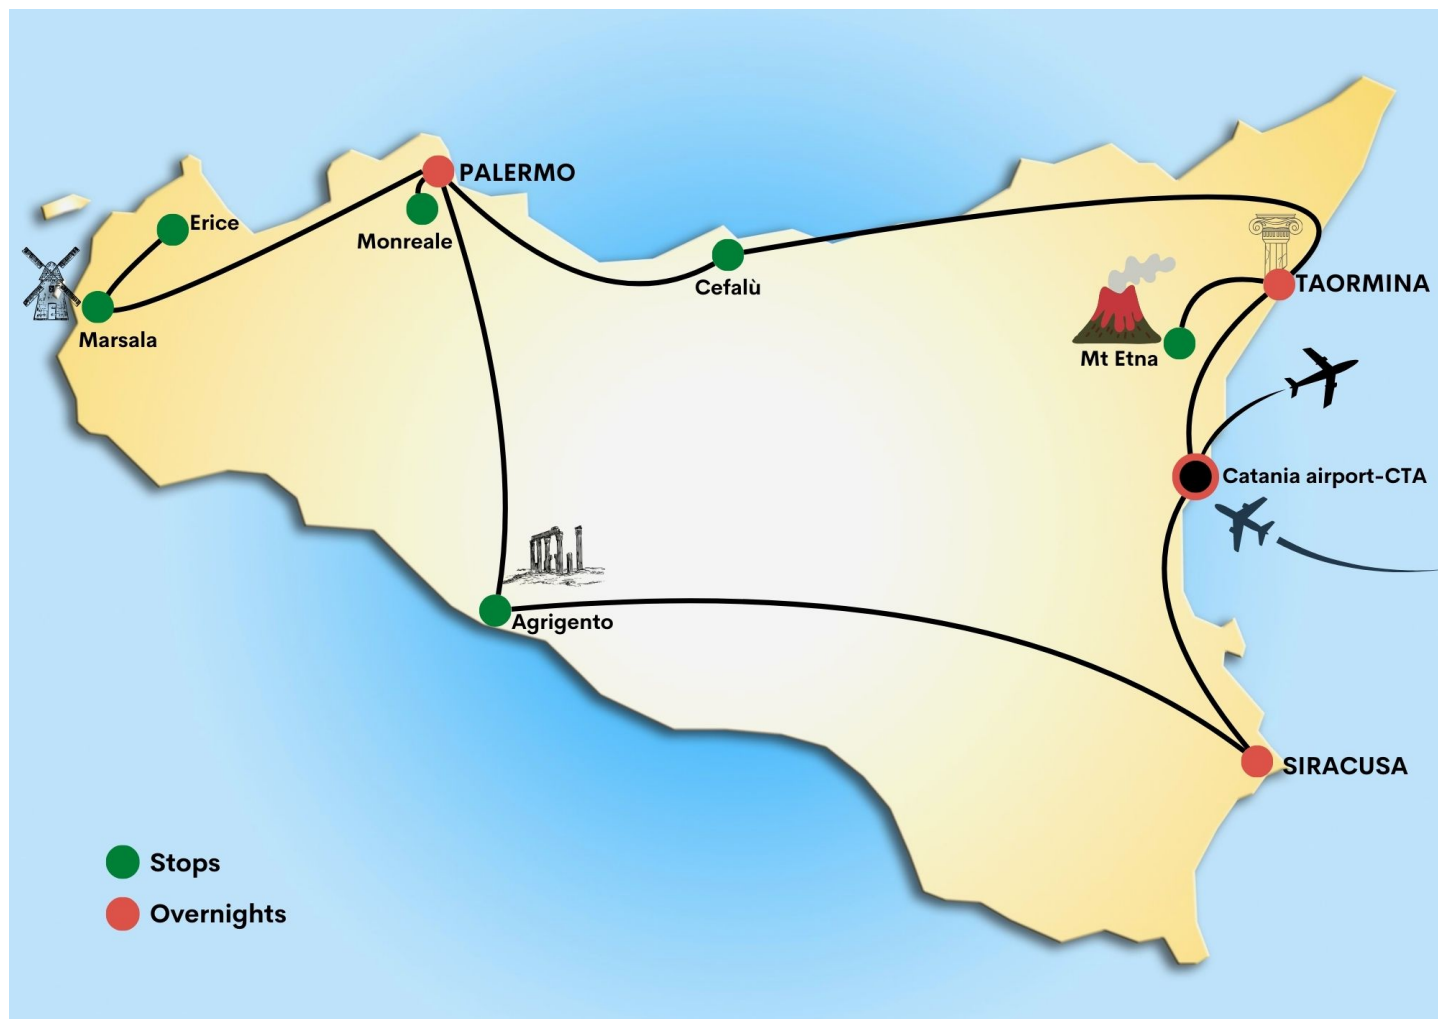 PALERMO
Erice
Monreale
Cefalù
TAORMINA
Marsala
Mt Etna
Catania airport-CTA
Agrigento
SIRACUSA
Stops
Overnights